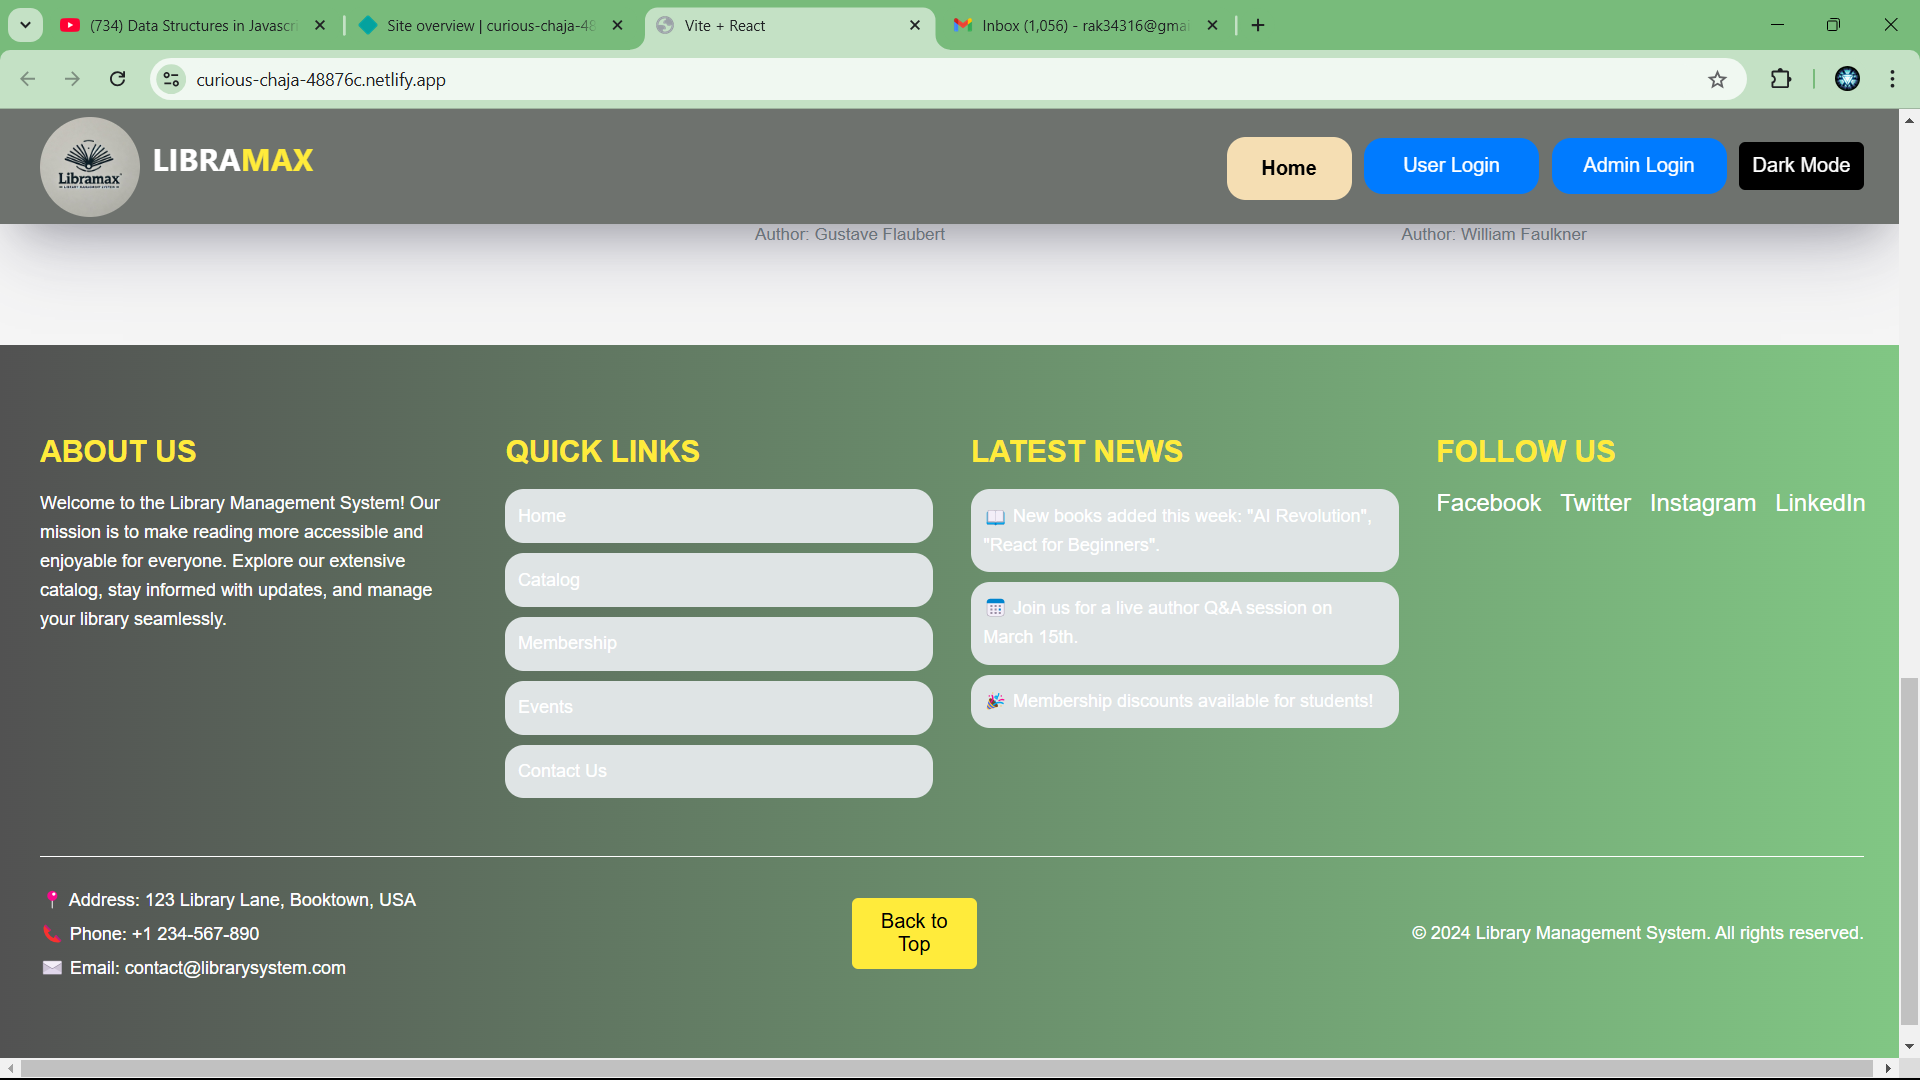 (734) Data Structures in Javascri
Site overview | curious-chaja-48
Vite + React
Inbox (1,056) - rak34316@gmai
curious-chaja-48876c.netlify.app
Libramax
LIBRAMAX
Home
User Login
Admin Login
Dark Mode
Author: Gustave Flaubert
Author: William Faulkner
ABOUT US
Welcome to the Library Management System! Our
mission is to make reading more accessible and
enjoyable for everyone. Explore our extensive
catalog, stay informed with updates, and manage
your library seamlessly.
QUICK LINKS
Home
Catalog
Membership
Events
Contact Us
LATEST NEWS
📖 New books added this week: "AI Revolution",
"React for Beginners".
📅 Join us for a live author Q&A session on
March 15th.
🎉 Membership discounts available for students!
FOLLOW US
Facebook Twitter Instagram LinkedIn
📍 Address: 123 Library Lane, Booktown, USA
📞 Phone: +1 234-567-890
✉️ Email: contact@librarysystem.com
Back to
Top
© 2024 Library Management System. All rights reserved.